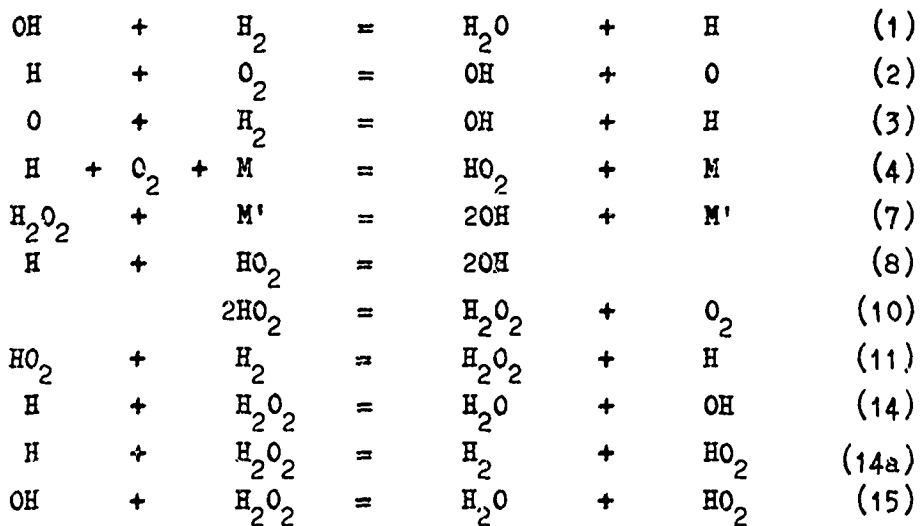 OH + H₂ = H₂O + H (1)
H + O₂ = OH + O (2)
O + H₂ = OH + H (3)
H + O₂ + M = HO₂ + M (4)
H₂O₂ + M' = 2OH + M' (7)
H + HO₂ = 2OH (8)
2HO₂ = H₂O₂ + O₂ (10)
HO₂ + H₂ = H₂O₂ + H (11)
H + H₂O₂ = H₂O + OH (14)
H + H₂O₂ = H₂ + HO₂ (14a)
OH + H₂O₂ = H₂O + HO₂ (15)